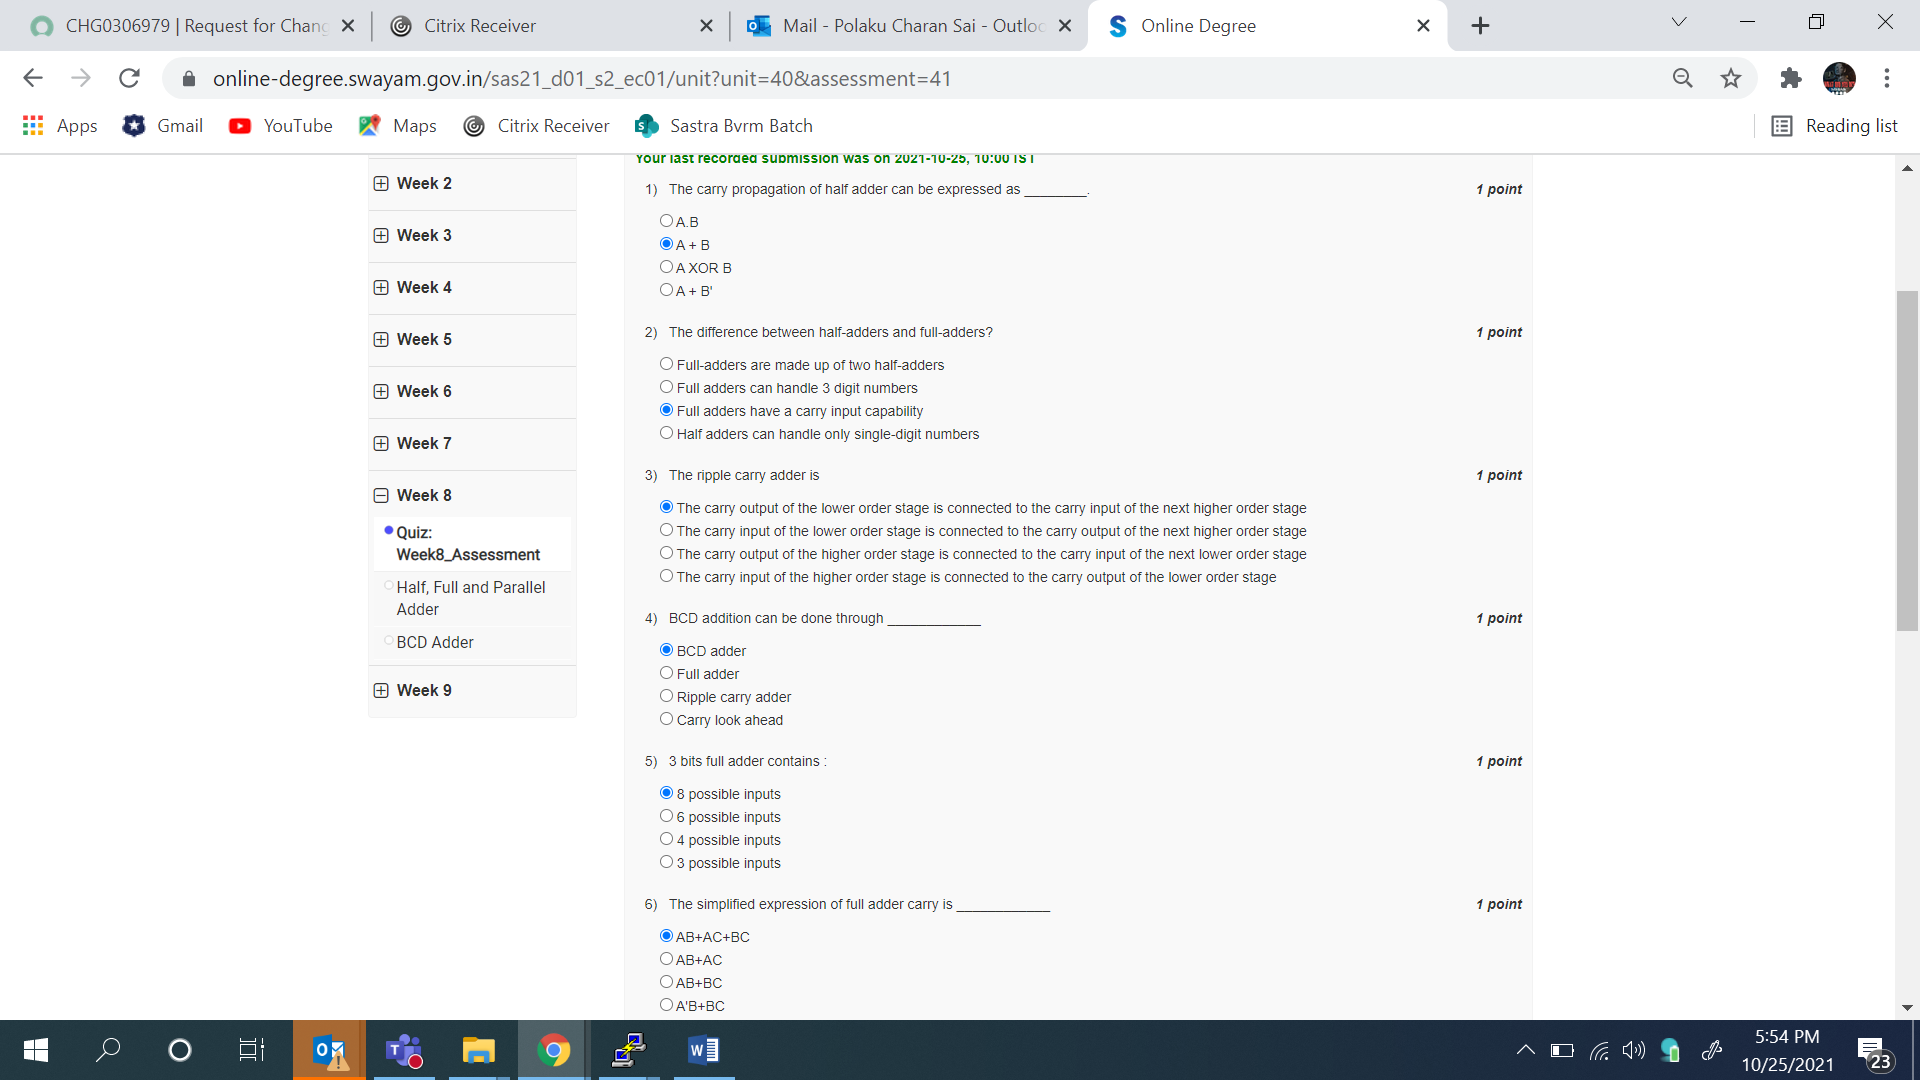 CHG0306979 | Request for Chang
Citrix Receiver
Mail - Polaku Charan Sai - Outloo
Online Degree
online-degree.swayam.gov.in/sas21_d01_s2_ec01/unit?unit=40&assessment=41
Apps
Gmail
YouTube
Maps
Citrix Receiver
Sastra Bvrm Batch
Reading list
Week 2
Week 3
Week 4
Week 5
Week 6
Week 7
Week 8
Quiz:
Week8_Assessment
Half, Full and Parallel
Adder
BCD Adder
Week 9
Your last recorded submission was on 2021-10-25, 10:00 IST
1) The carry propagation of half adder can be expressed as ________. 1 point
A.B
A + B
A XOR B
A + B'
2) The difference between half-adders and full-adders? 1 point
Full-adders are made up of two half-adders
Full adders can handle 3 digit numbers
Full adders have a carry input capability
Half adders can handle only single-digit numbers
3) The ripple carry adder is 1 point
The carry output of the lower order stage is connected to the carry input of the next higher order stage
The carry input of the lower order stage is connected to the carry output of the next higher order stage
The carry output of the higher order stage is connected to the carry input of the next lower order stage
The carry input of the higher order stage is connected to the carry output of the lower order stage
4) BCD addition can be done through ____________ 1 point
BCD adder
Full adder
Ripple carry adder
Carry look ahead
5) 3 bits full adder contains : 1 point
8 possible inputs
6 possible inputs
4 possible inputs
3 possible inputs
6) The simplified expression of full adder carry is ____________ 1 point
AB+AC+BC
AB+AC
AB+BC
A'B+BC
5:54 PM
10/25/2021
23